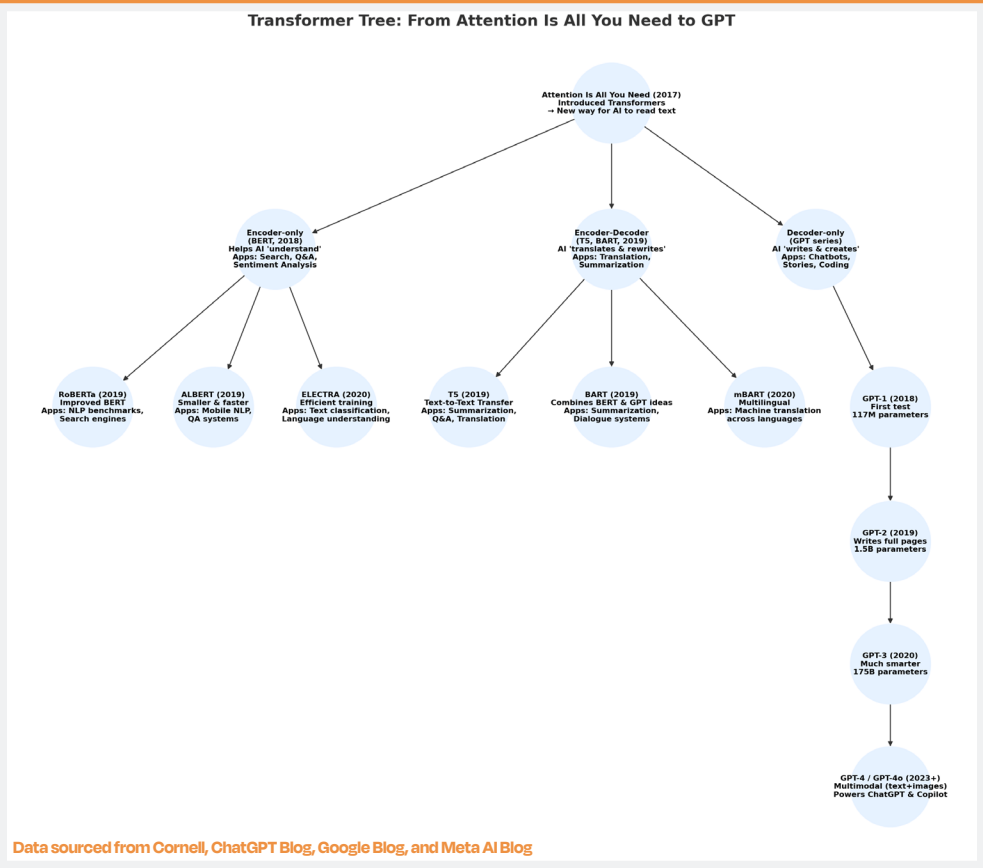 Transformer Tree: From Attention Is All You Need to GPT
Attention Is All You Need (2017)
Introduced Transformers
→ New way for AI to read text
Encoder-only
(BERT, 2018)
Helps AI 'understand'
Apps: Search, Q&A,
Sentiment Analysis
Encoder-Decoder
(T5, BART, 2019)
AI 'translates & rewrites'
Apps: Translation,
Summarization
Decoder-only
(GPT series)
AI 'writes & creates'
Apps: Chatbots,
Stories, Coding
RoBERTa (2019)
Improved BERT
Apps: NLP benchmarks,
Search engines
ALBERT (2019)
Smaller & faster
Apps: Mobile NLP,
QA systems
ELECTRA (2020)
Efficient training
Apps: Text classification,
Language understanding
T5 (2019)
Text-to-Text Transfer
Apps: Summarization,
Q&A, Translation
BART (2019)
Combines BERT & GPT ideas
Apps: Summarization,
Dialogue systems
mBART (2020)
Multilingual
Apps: Machine translation
across languages
GPT-1 (2018)
First test
117M parameters
GPT-2 (2019)
Writes full pages
1.5B parameters
GPT-3 (2020)
Much smarter
175B parameters
GPT-4 / GPT-4o (2023+)
Multimodal (text+images)
Powers ChatGPT & Copilot
Data sourced from Cornell, ChatGPT Blog, Google Blog, and Meta AI Blog